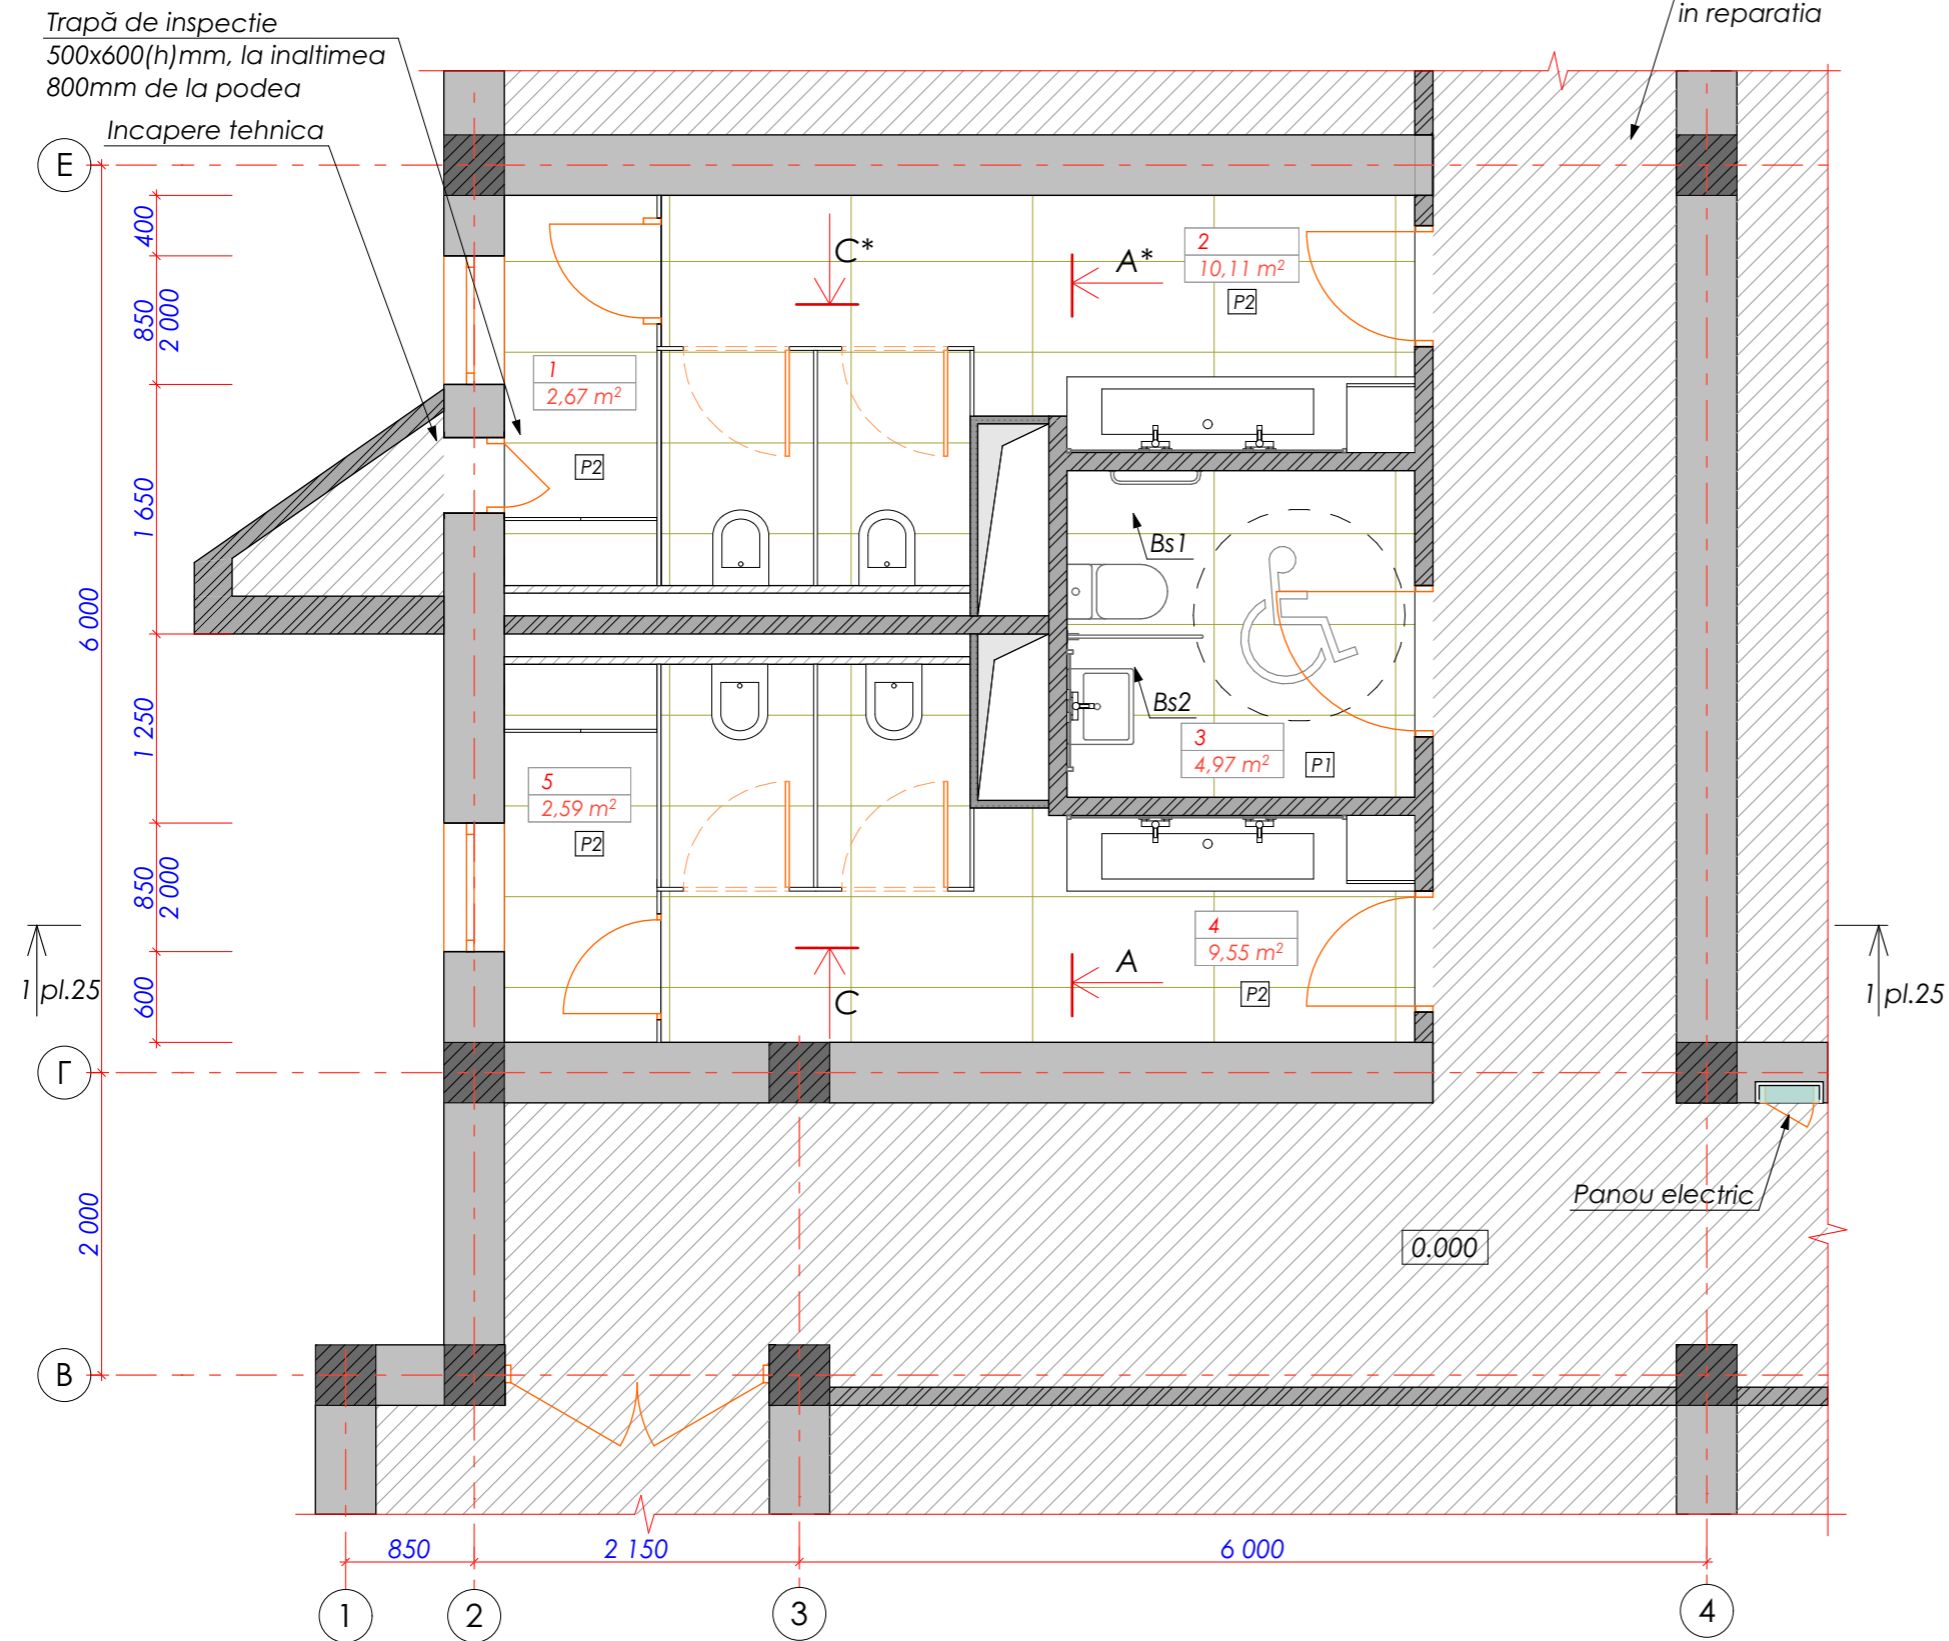 in reparatia
Trapă de inspectie
500x600(h)mm, la inaltimea
800mm de la podea
Incapere tehnica
Е
400
850
2 000
1 650
6 000
1 250
850
2 000
600
C*
A*
2
10,11 m²
P2
1
2,67 m²
P2
Bs1
Bs2
3
4,97 m²
P1
5
2,59 m²
P2
4
9,55 m²
P2
A
C
1 pl.25
1 pl.25
Г
Panou electric
0.000
2 000
В
850
2 150
6 000
1
2
3
4